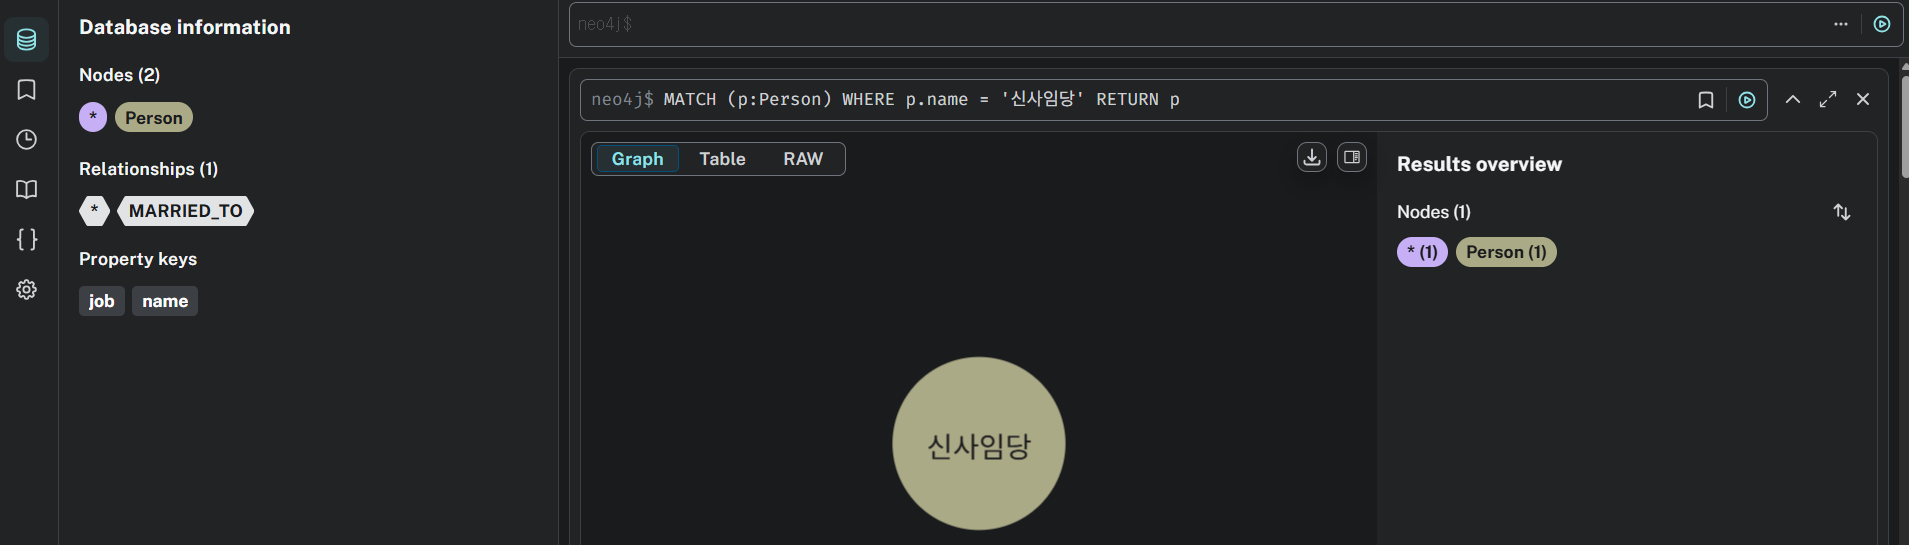 Database information
Nodes (2)
* Person
Relationships (1)
* MARRIED_TO
Property keys
job name
neo4j$
neo4j$ MATCH (p:Person) WHERE p.name = '신사임당' RETURN p
Graph Table RAW
신사임당
Results overview
Nodes (1)
* (1) Person (1)